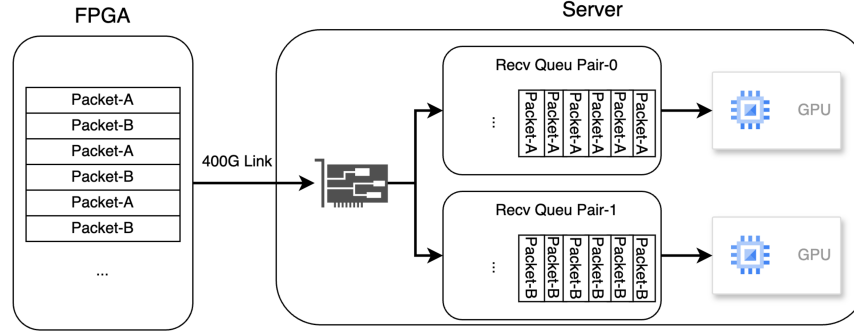 FPGA
Packet-A
Packet-B
Packet-A
Packet-B
Packet-A
Packet-B
...
400G Link
Server
Recv Queu Pair-0
...
Packet-A
Packet-A
Packet-A
Packet-A
Packet-A
Packet-A
GPU
Recv Queu Pair-1
...
Packet-B
Packet-B
Packet-B
Packet-B
Packet-B
Packet-B
GPU